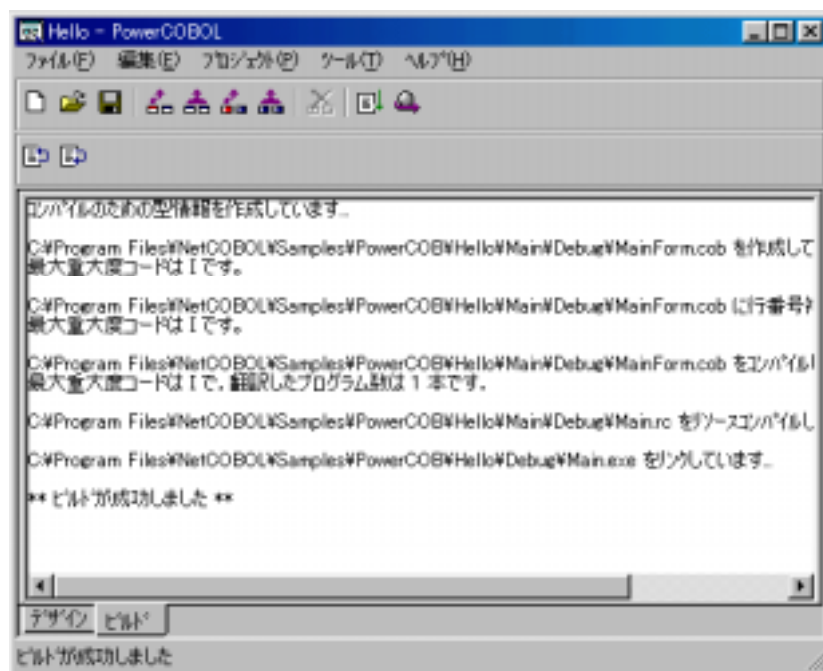 Hello - PowerCOBOL
ﾌｧｲﾙ(F) 編集(E) ﾌﾟﾛｼﾞｪｸﾄ(P) ﾂｰﾙ(T) ﾍﾙﾌﾟ(H)
ｺﾝﾊﾟｲﾙのための型情報を作成しています...
C:¥Program Files¥NetCOBOL¥Samples¥PowerCOB¥Hello¥Main¥Debug¥MainForm.cob を作成して
最大重大度コードは I です。
C:¥Program Files¥NetCOBOL¥Samples¥PowerCOB¥Hello¥Main¥Debug¥MainForm.cob に行番号
最大重大度コードは I です。
C:¥Program Files¥NetCOBOL¥Samples¥PowerCOB¥Hello¥Main¥Debug¥MainForm.cob をｺﾝﾊﾟｲﾙし
最大重大度コードは I で、翻訳したプログラム数は 1 本です。
C:¥Program Files¥NetCOBOL¥Samples¥PowerCOB¥Hello¥Main¥Debug¥Main.rc をﾘｿｰｽｺﾝﾊﾟｲﾙし
C:¥Program Files¥NetCOBOL¥Samples¥PowerCOB¥Hello¥Debug¥Main.exe をﾘﾝｸしています...
** ﾋﾞﾙﾄﾞが成功しました **
ﾃﾞｻﾞｲﾝ ﾋﾞﾙﾄﾞ
ﾋﾞﾙﾄﾞが成功しました